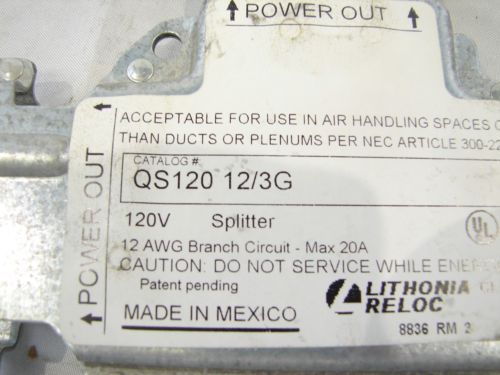 POWER OUT
ACCEPTABLE FOR USE IN AIR HANDLING SPACES
THAN DUCTS OR PLENUMS PER NEC ARTICLE 300-22
CATALOG #
QS120 12/3G
120V Splitter
UL
12 AWG Branch Circuit - Max 20A
CAUTION: DO NOT SERVICE WHILE
Patent pending
LITHONIA
RELOC
MADE IN MEXICO
8836 RM 2
POWER OUT